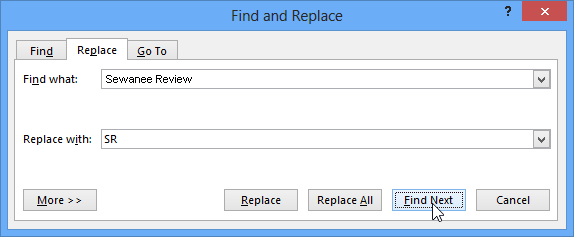 Find and Replace
? ×
Find Replace Go To
Find what: Sewanee Review
Replace with: SR
More >> Replace Replace All Find Next Cancel